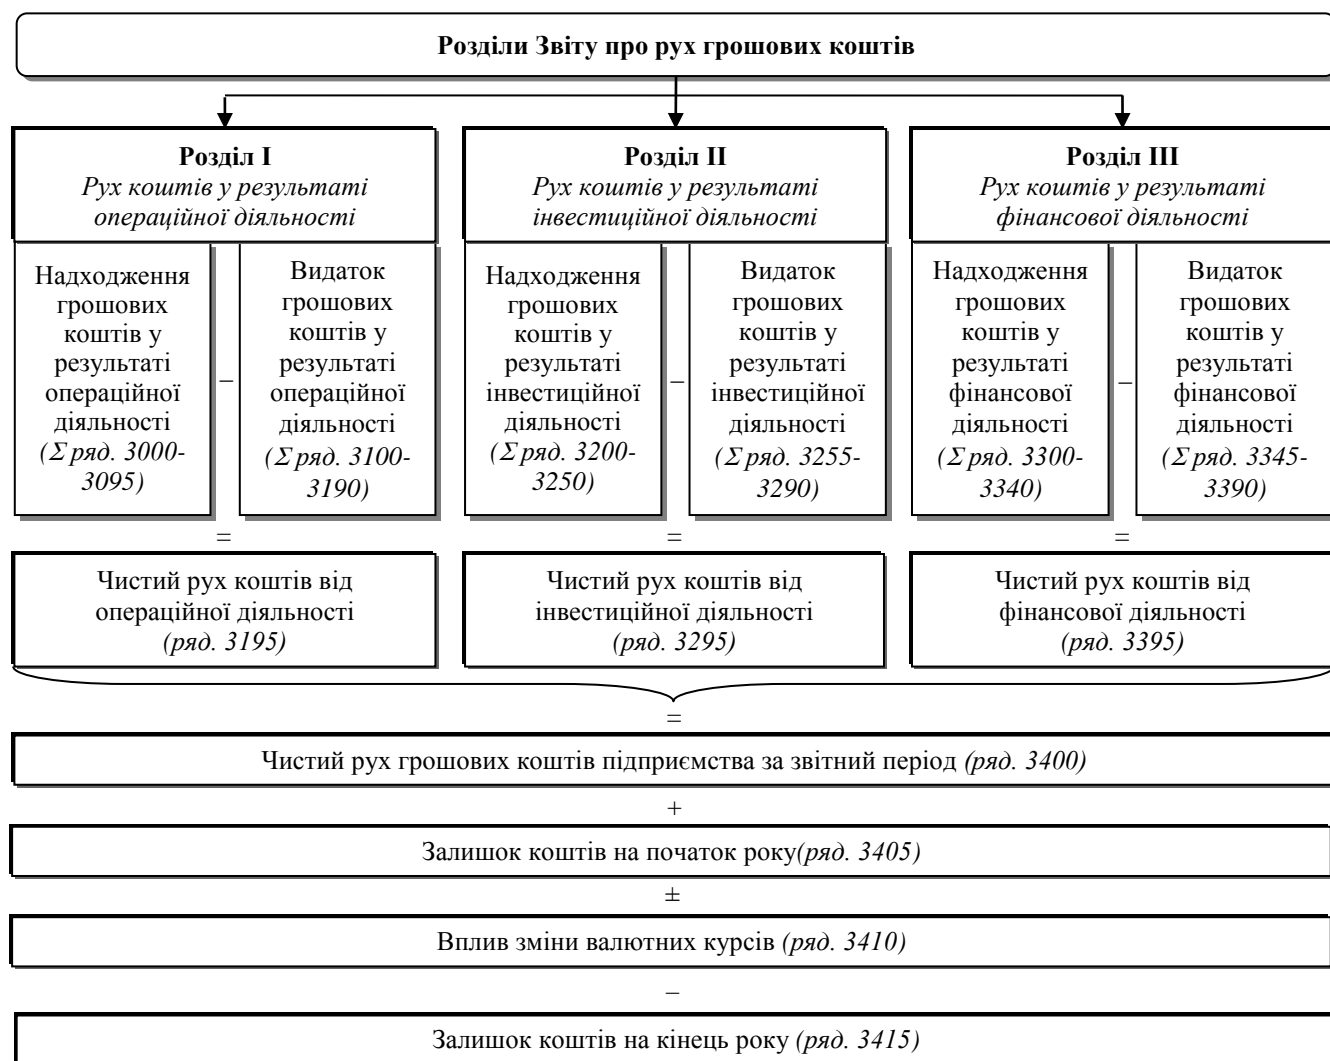 Розділи Звіту про рух грошових коштів
Розділ І
Рух коштів у результаті
операційної діяльності
Розділ ІІ
Рух коштів у результаті
інвестиційної діяльності
Розділ ІІІ
Рух коштів у результаті
фінансової діяльності
Надходження
грошових
коштів у
результаті
операційної
діяльності
(Σ ряд. 3000-
3095)
–
Видаток
грошових
коштів у
результаті
операційної
діяльності
(Σ ряд. 3100-
3190)
Надходження
грошових
коштів у
результаті
інвестиційної
діяльності
(Σ ряд. 3200-
3250)
–
Видаток
грошових
коштів у
результаті
інвестиційної
діяльності
(Σ ряд. 3255-
3290)
Надходження
грошових
коштів у
результаті
фінансової
діяльності
(Σ ряд. 3300-
3340)
–
Видаток
грошових
коштів у
результаті
фінансової
діяльності
(Σ ряд. 3345-
3390)
=
=
=
Чистий рух коштів від
операційної діяльності
(ряд. 3195)
Чистий рух коштів від
інвестиційної діяльності
(ряд. 3295)
Чистий рух коштів від
фінансової діяльності
(ряд. 3395)
=
Чистий рух грошових коштів підприємства за звітний період (ряд. 3400)
+
Залишок коштів на початок року(ряд. 3405)
±
Вплив зміни валютних курсів (ряд. 3410)
–
Залишок коштів на кінець року (ряд. 3415)